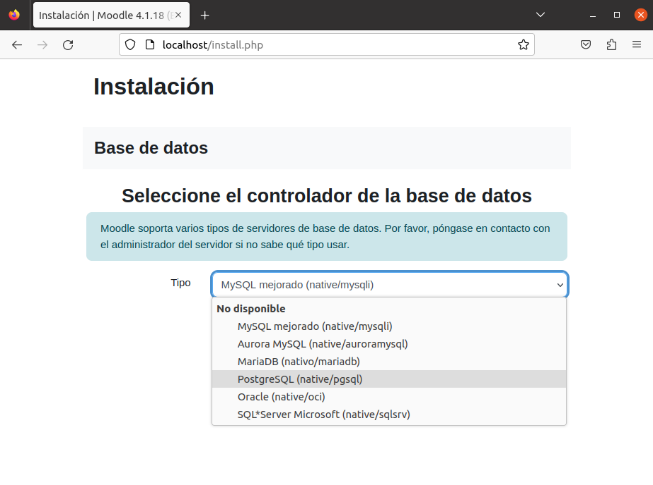 Instalación | Moodle 4.1.18 (
localhost/install.php
Instalación
Base de datos
Seleccione el controlador de la base de datos
Moodle soporta varios tipos de servidores de base de datos. Por favor, póngase en contacto con
el administrador del servidor si no sabe qué tipo usar.
Tipo
MySQL mejorado (native/mysqli)
No disponible
MySQL mejorado (native/mysqli)
Aurora MySQL (native/auroramysql)
MariaDB (nativo/mariadb)
PostgreSQL (native/pgsql)
Oracle (native/oci)
SQL*Server Microsoft (native/sqlsrv)